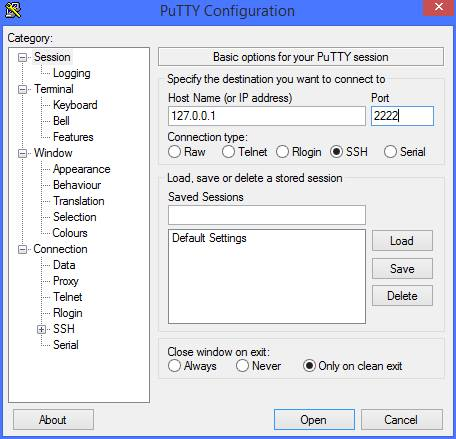 PuTTY Configuration
Category:
Session
Logging
Terminal
Keyboard
Bell
Features
Window
Appearance
Behaviour
Translation
Selection
Colours
Connection
Data
Proxy
Telnet
Rlogin
SSH
Serial
Basic options for your PuTTY session
Specify the destination you want to connect to
Host Name (or IP address) Port
127.0.0.1 2222
Connection type:
Raw Telnet Rlogin SSH Serial
Load, save or delete a stored session
Saved Sessions
Default Settings
Load
Save
Delete
Close window on exit:
Always Never Only on clean exit
About Open Cancel